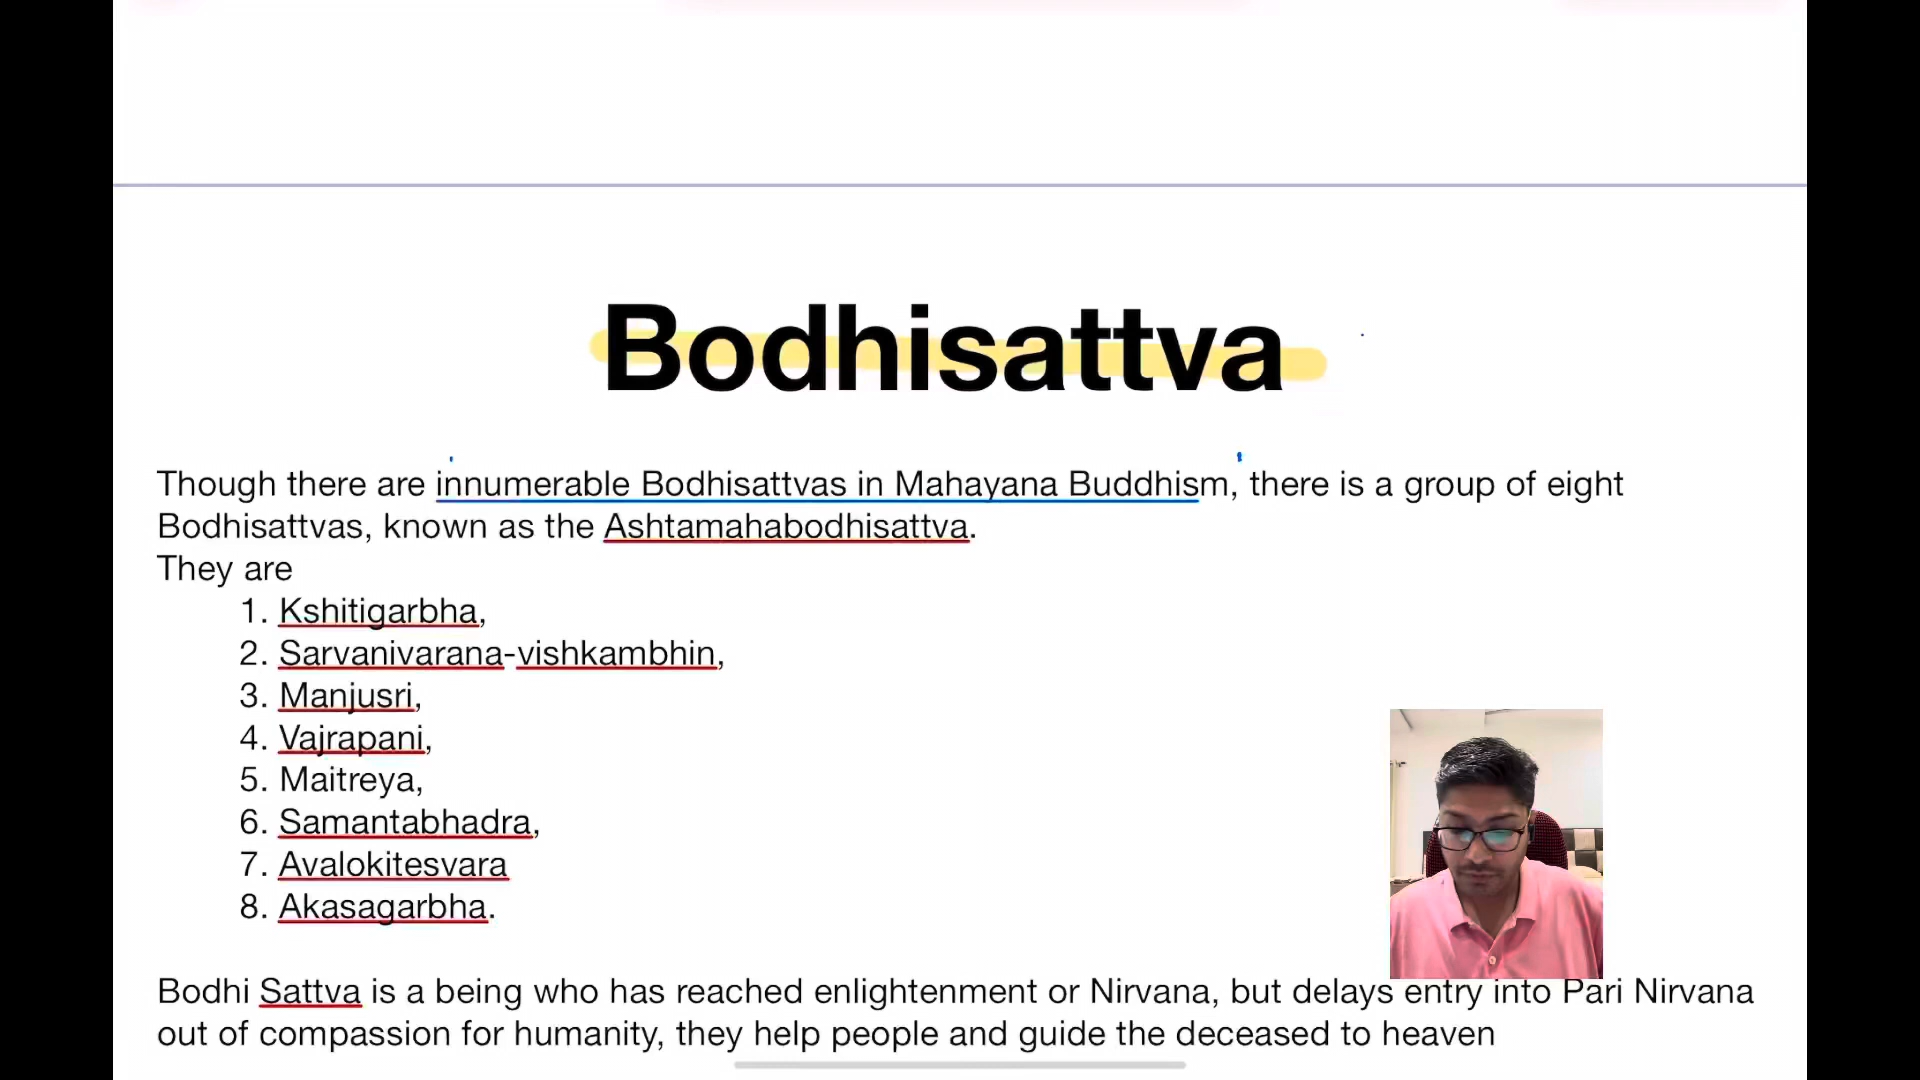 Bodhisattva
Though there are innumerable Bodhisattvas in Mahayana Buddhism, there is a group of eight
Bodhisattvas, known as the Ashtamahabodhisattva.
They are
1. Kshitigarbha,
2. Sarvanivarana-vishkambhin,
3. Manjusri,
4. Vajrapani,
5. Maitreya,
6. Samantabhadra,
7. Avalokitesvara
8. Akasagarbha.
Bodhi Sattva is a being who has reached enlightenment or Nirvana, but delays entry into Pari Nirvana
out of compassion for humanity, they help people and guide the deceased to heaven